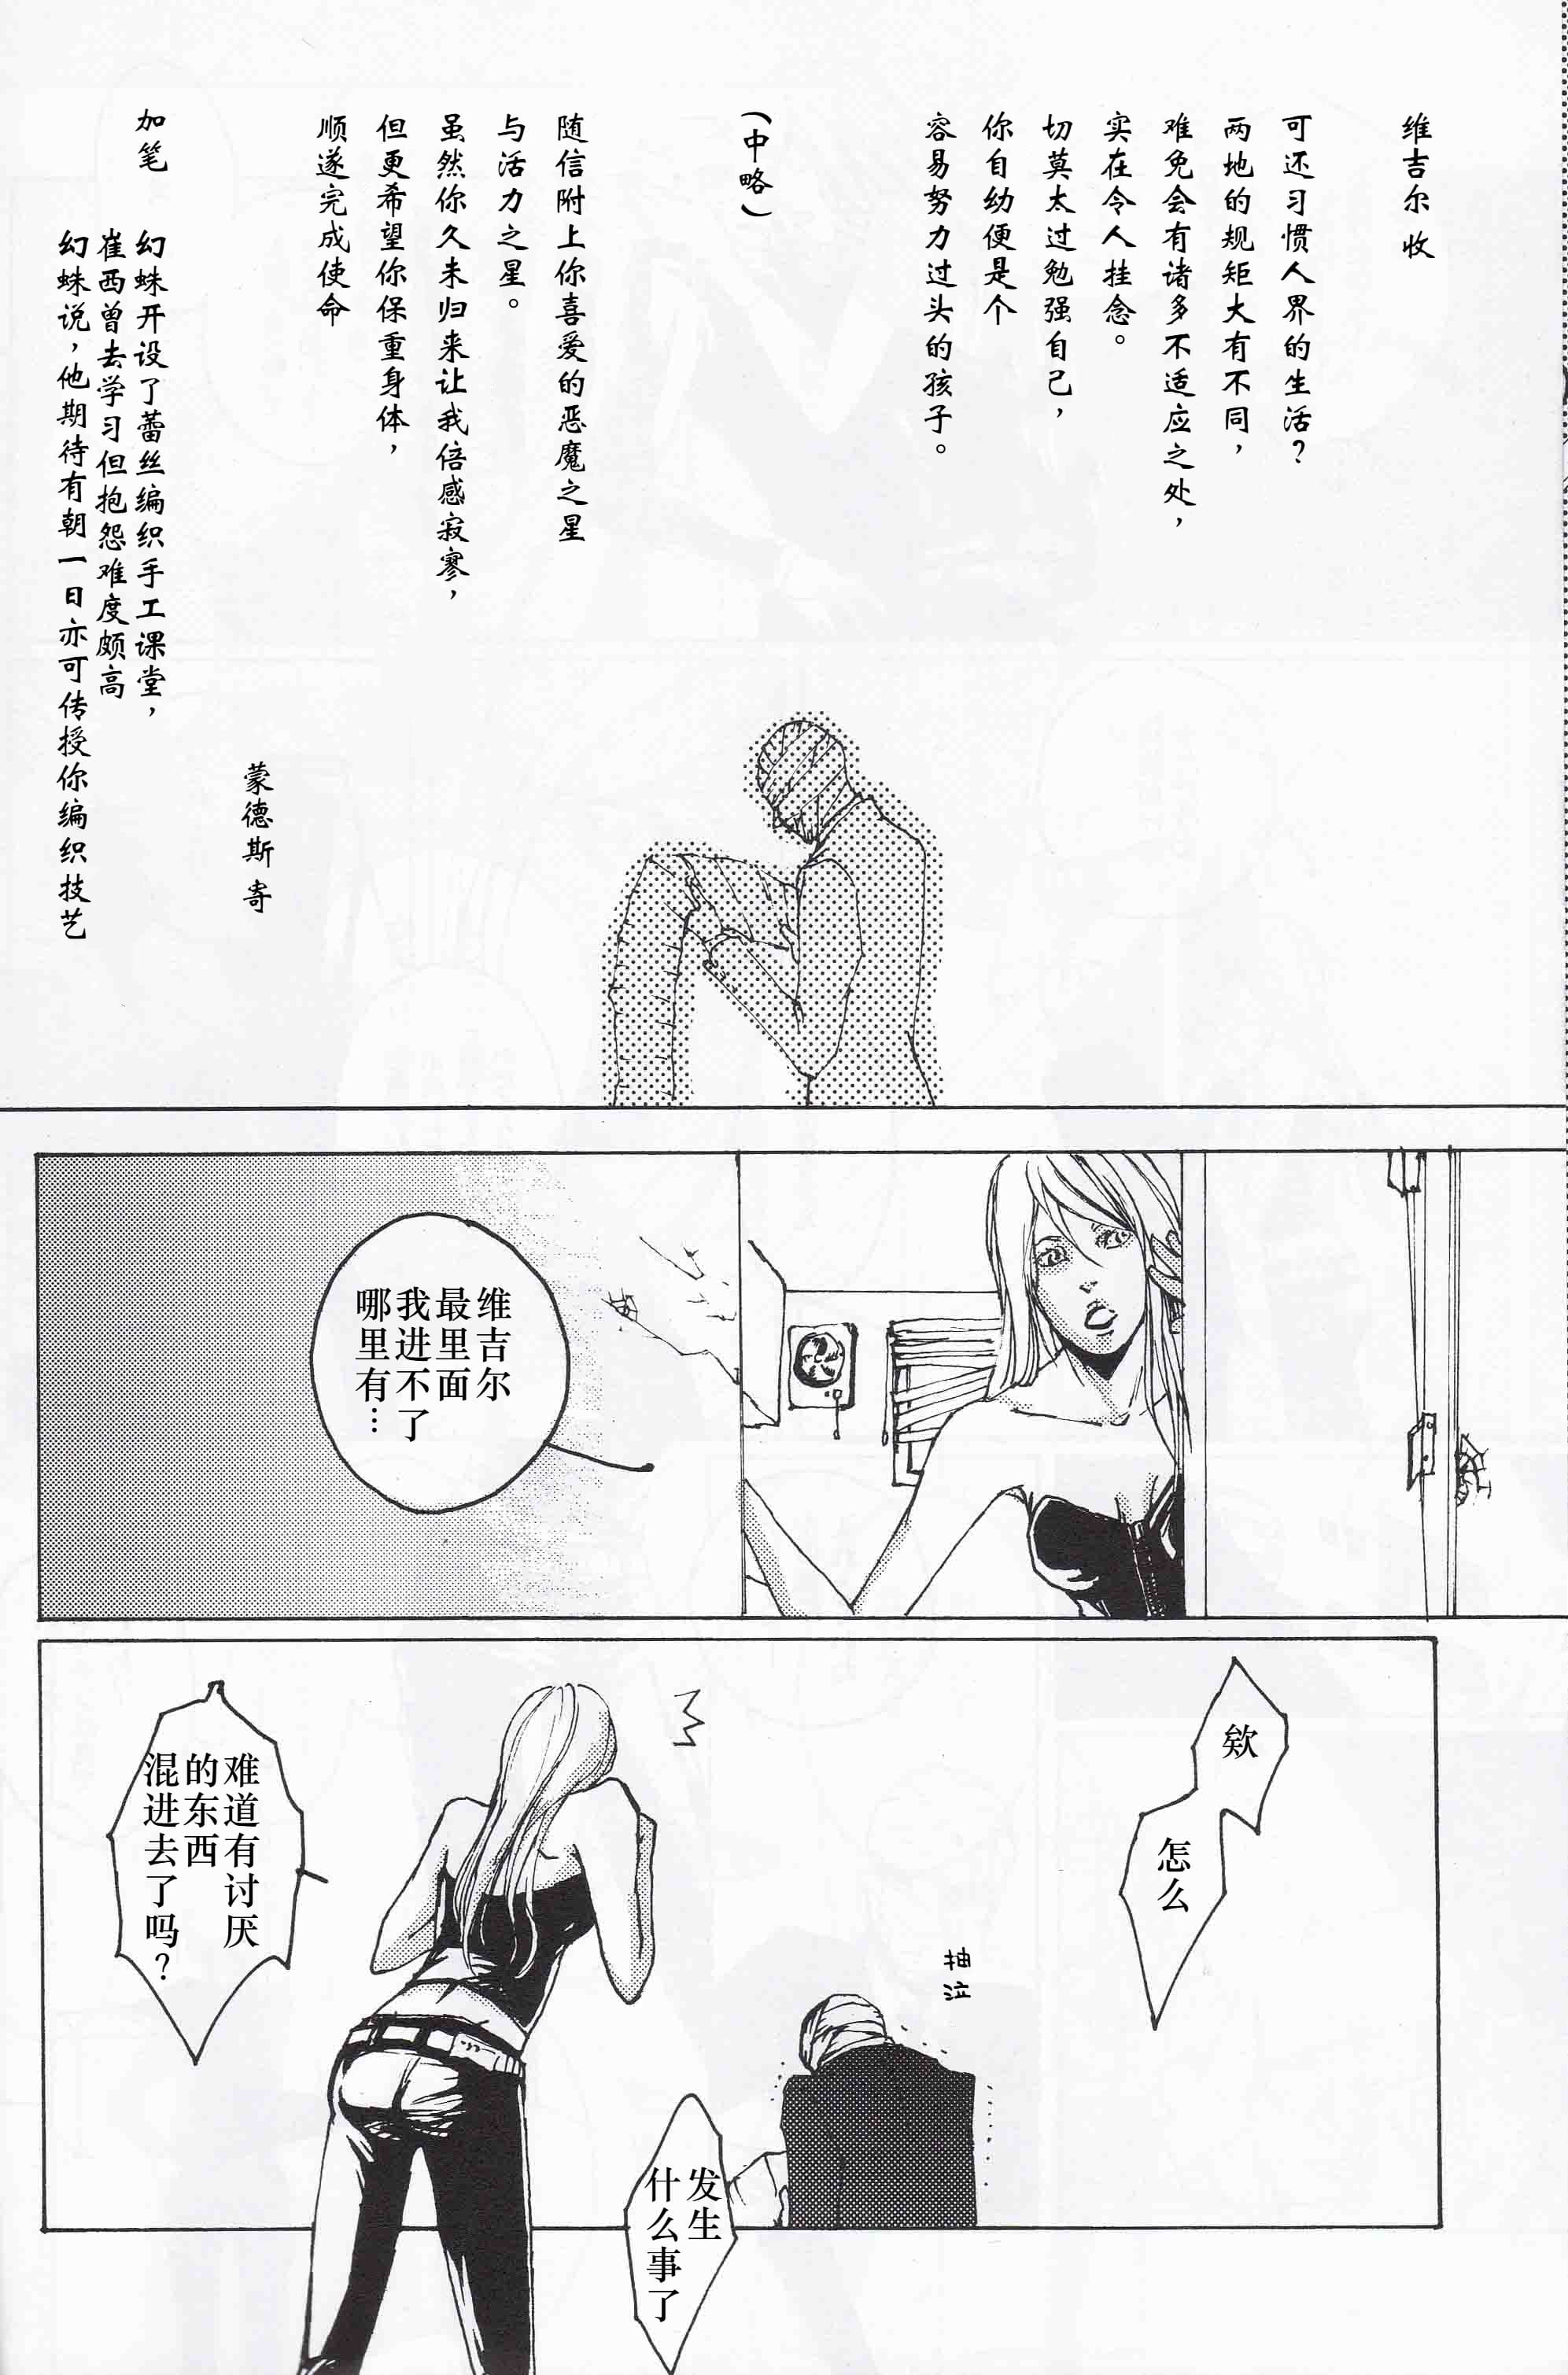 维吉尔 收
可还习惯人界的生活？
两地的规矩大有不同，
难免会有诸多不适应之处，
实在令人挂念。
切莫太过勉强自己，
你自幼便是个
容易努力过头的孩子。
（中略）
随信附上你喜爱的恶魔之星
与活力之星。
虽然你久未归来让我倍感寂寥，
但更希望你保重身体，
顺遂完成使命
蒙德斯 寄
加笔
幻蛛开设了蕾丝编织手工课堂，
崔西曾去学习但抱怨难度颇高
幻蛛说，他期待有朝一日亦可传授你编织技艺
维吉尔
最里面
我进不了
哪里有…
欸
怎么
抽泣
发生
什么事了
难道有讨厌
的东西
混进去了吗？